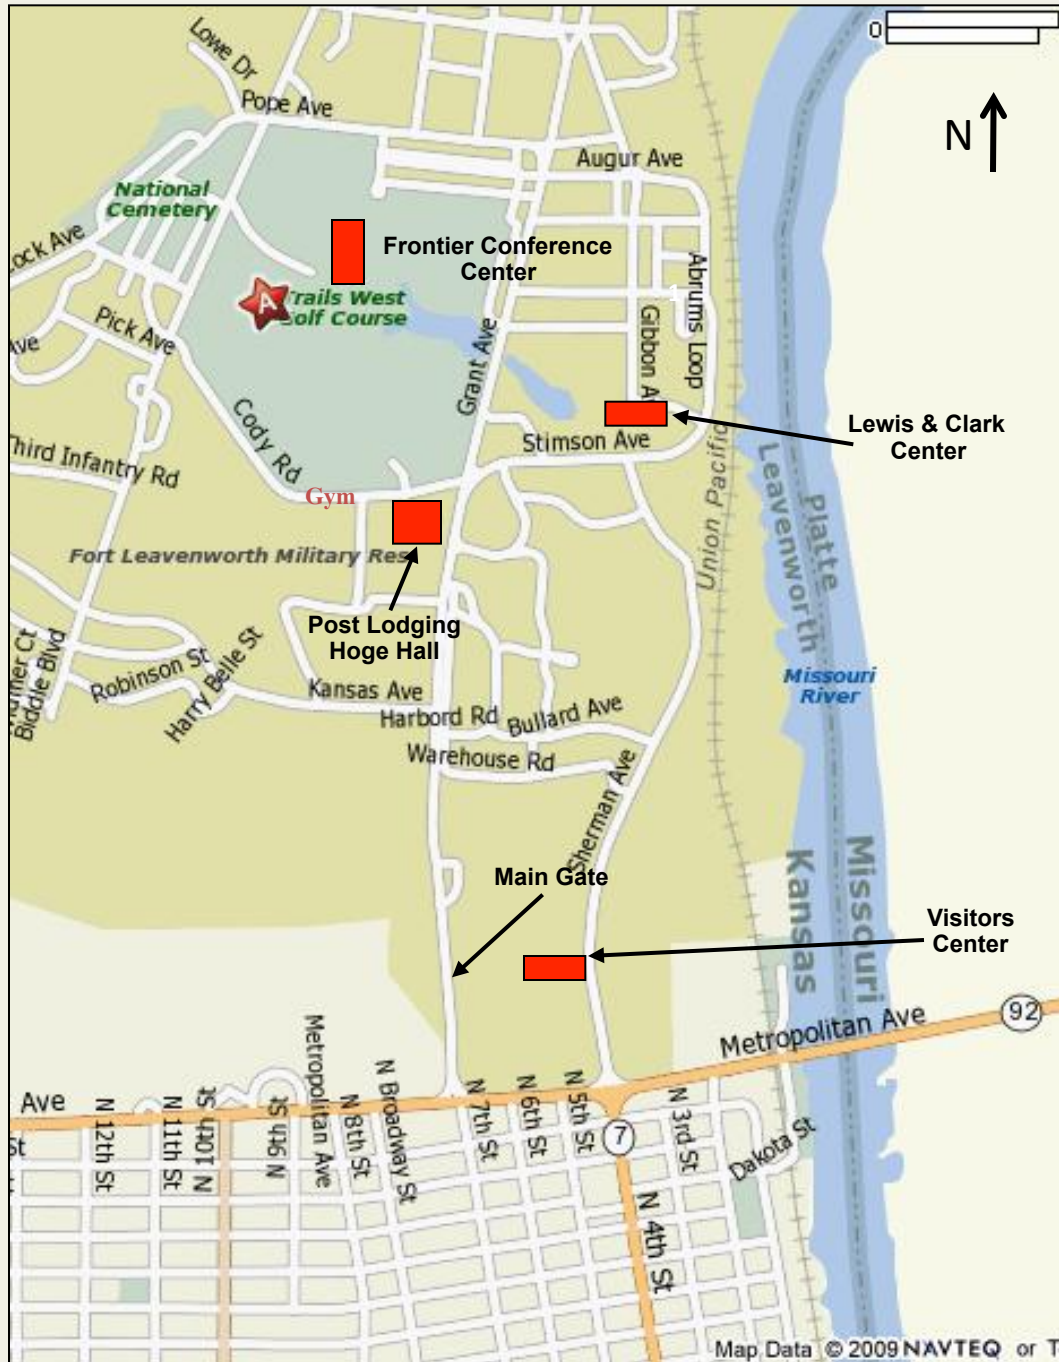 0
N
Lowe Dr
Pope Ave
Augur Ave
National
Cemetery
Frontier Conference
Center
ock Ave
A
Trails West
Golf Course
Abrums Loop
Gibbon A
Pick Ave
Ave
Grant Ave
Cody Rd
Lewis & Clark
Center
Stimson Ave
Third Infantry Rd
Gym
Union Pacific
Leavenworth
Platte
Fort Leavenworth Military Res
Post Lodging
Hoge Hall
Biddle Blvd
Robinson St
Harry Belle St
Kansas Ave
Missouri
River
Harbord Rd
Bullard Ave
Warehouse Rd
Sherman Ave
Main Gate
Kansas
Missouri
Visitors
Center
Metropolitan Ave
92
Ave
St
N 12th St
N 11th St
N 10th St
N 9th St
Metropolitan Ave
N 8th St
N Broadway St
N 7th St
N 6th St
N 5th St
7
N 3rd St
Dakota St
N 4th St
Map Data © 2009 NAVTEQ or T